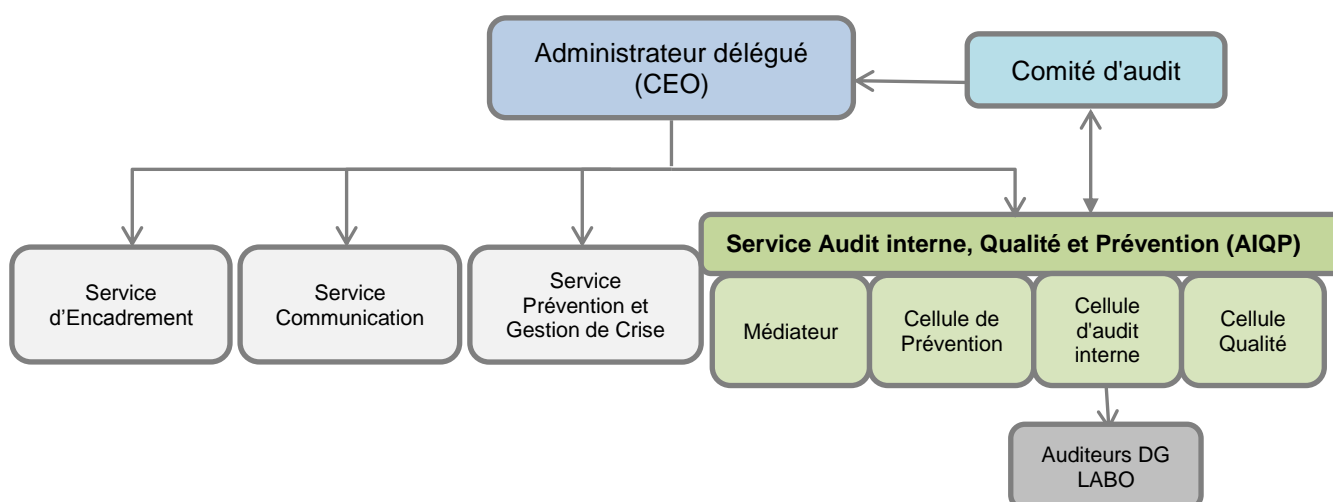 Administrateur délégué
(CEO)
Comité d'audit
Service
d’Encadrement
Service
Communication
Service
Prévention et
Gestion de Crise
Service Audit interne, Qualité et Prévention (AIQP)
Médiateur
Cellule de
Prévention
Cellule
d'audit
interne
Cellule
Qualité
Auditeurs DG
LABO